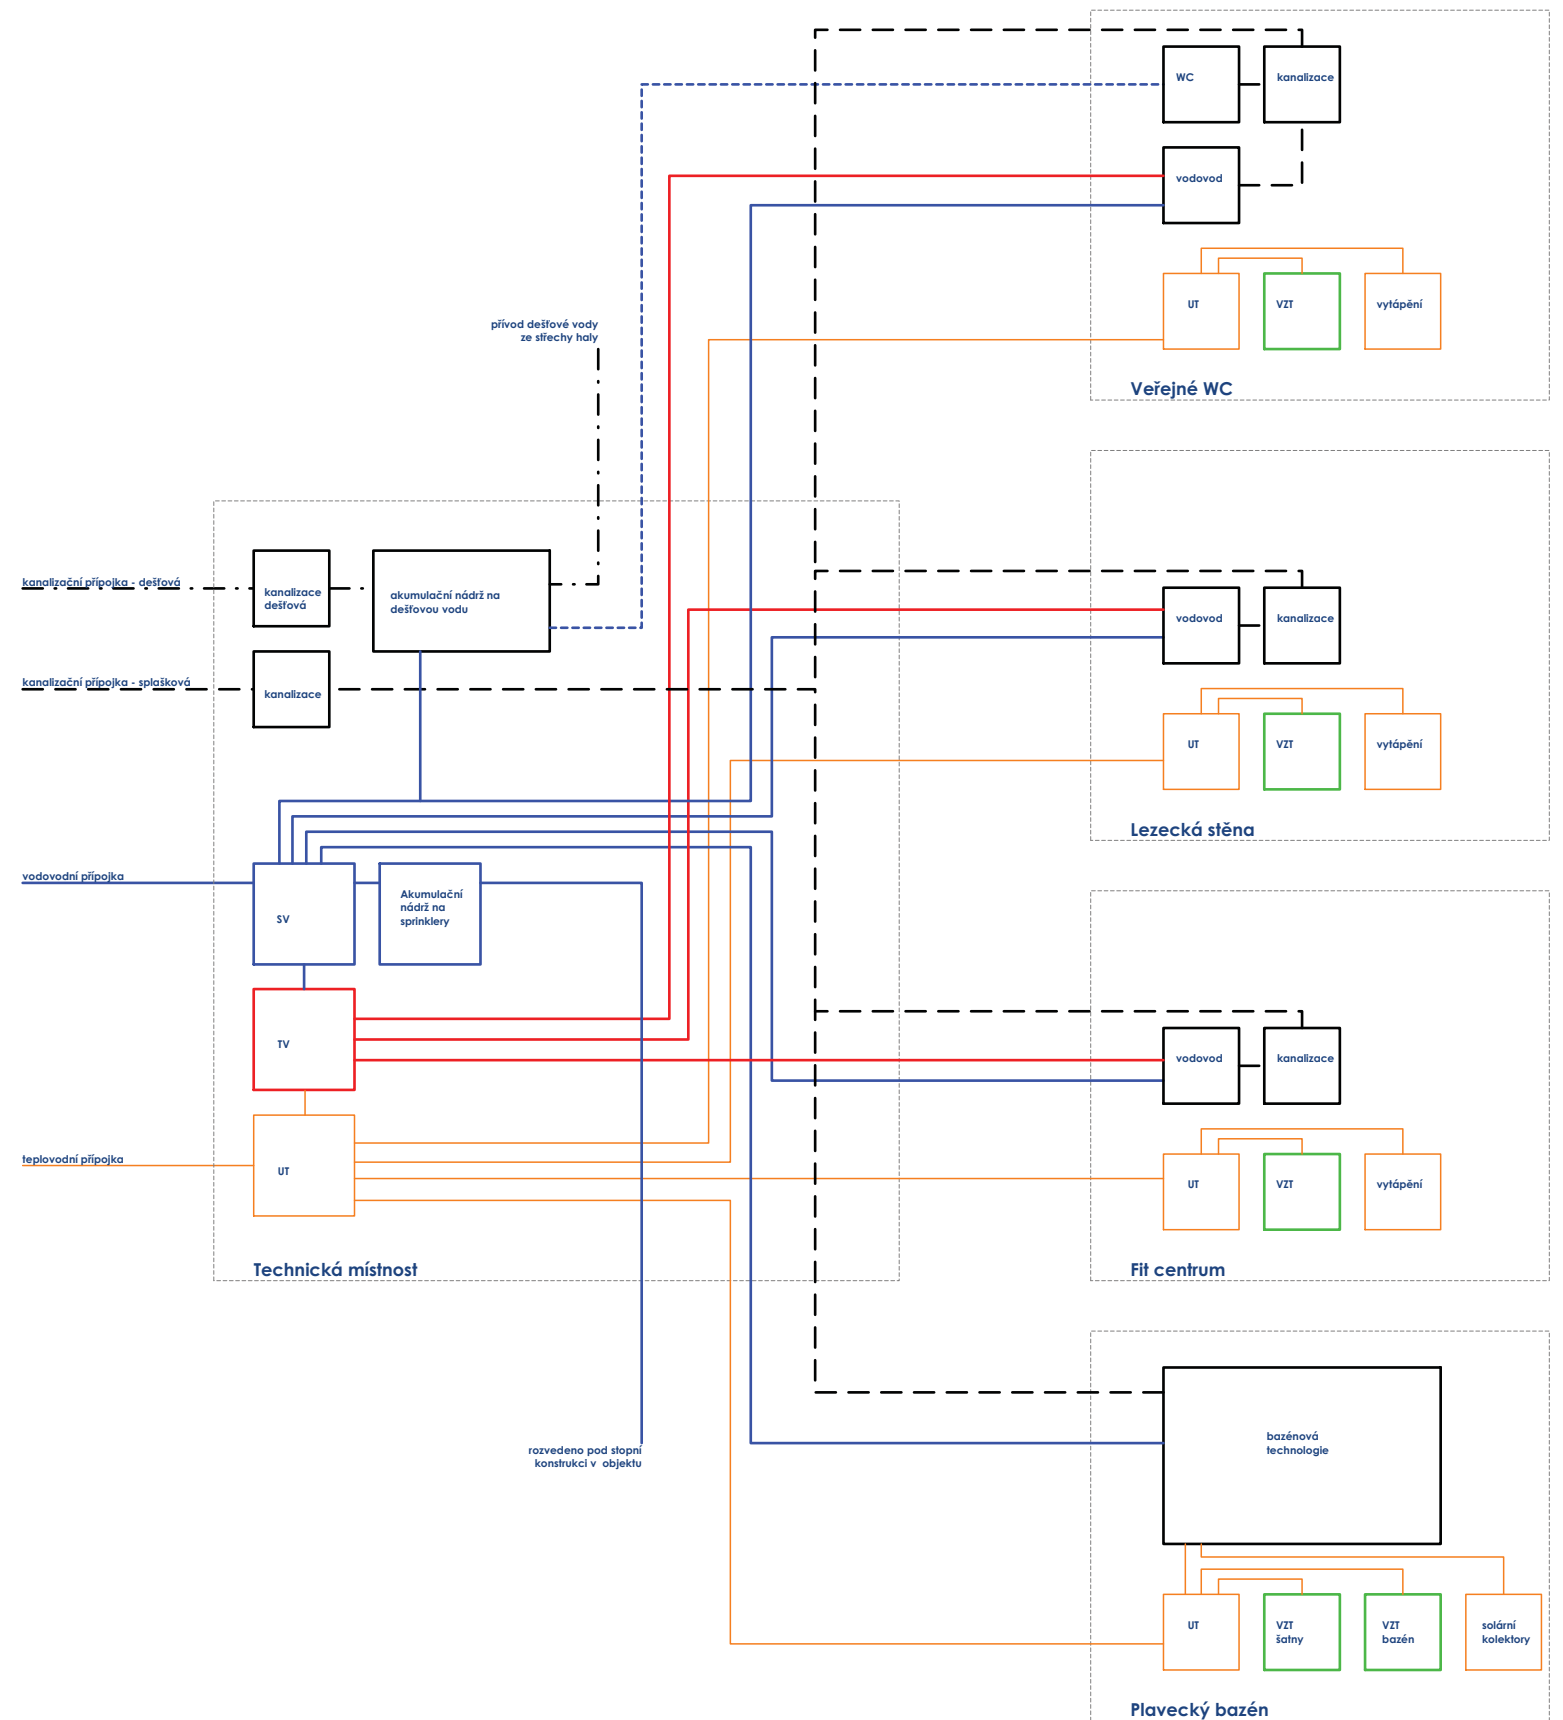 WC
kanalizace
vodovod
UT
VZT
vytápění
Veřejné WC
přívod dešťové vody
ze střechy haly
kanalizační přípojka - dešťová
kanalizace
dešťová
akumulační nádrž na
dešťovou vodu
kanalizační přípojka - splašková
kanalizace
vodovod
kanalizace
UT
VZT
vytápění
Lezecká stěna
vodovodní přípojka
SV
Akumulační
nádrž na
sprinklery
TV
teplovodní přípojka
UT
Technická místnost
vodovod
kanalizace
UT
VZT
vytápění
Fit centrum
rozvedeno pod stopní
konstrukci v objektu
bazénová
technologie
UT
VZT
šatny
VZT
bazén
solární
kolektory
Plavecký bazén